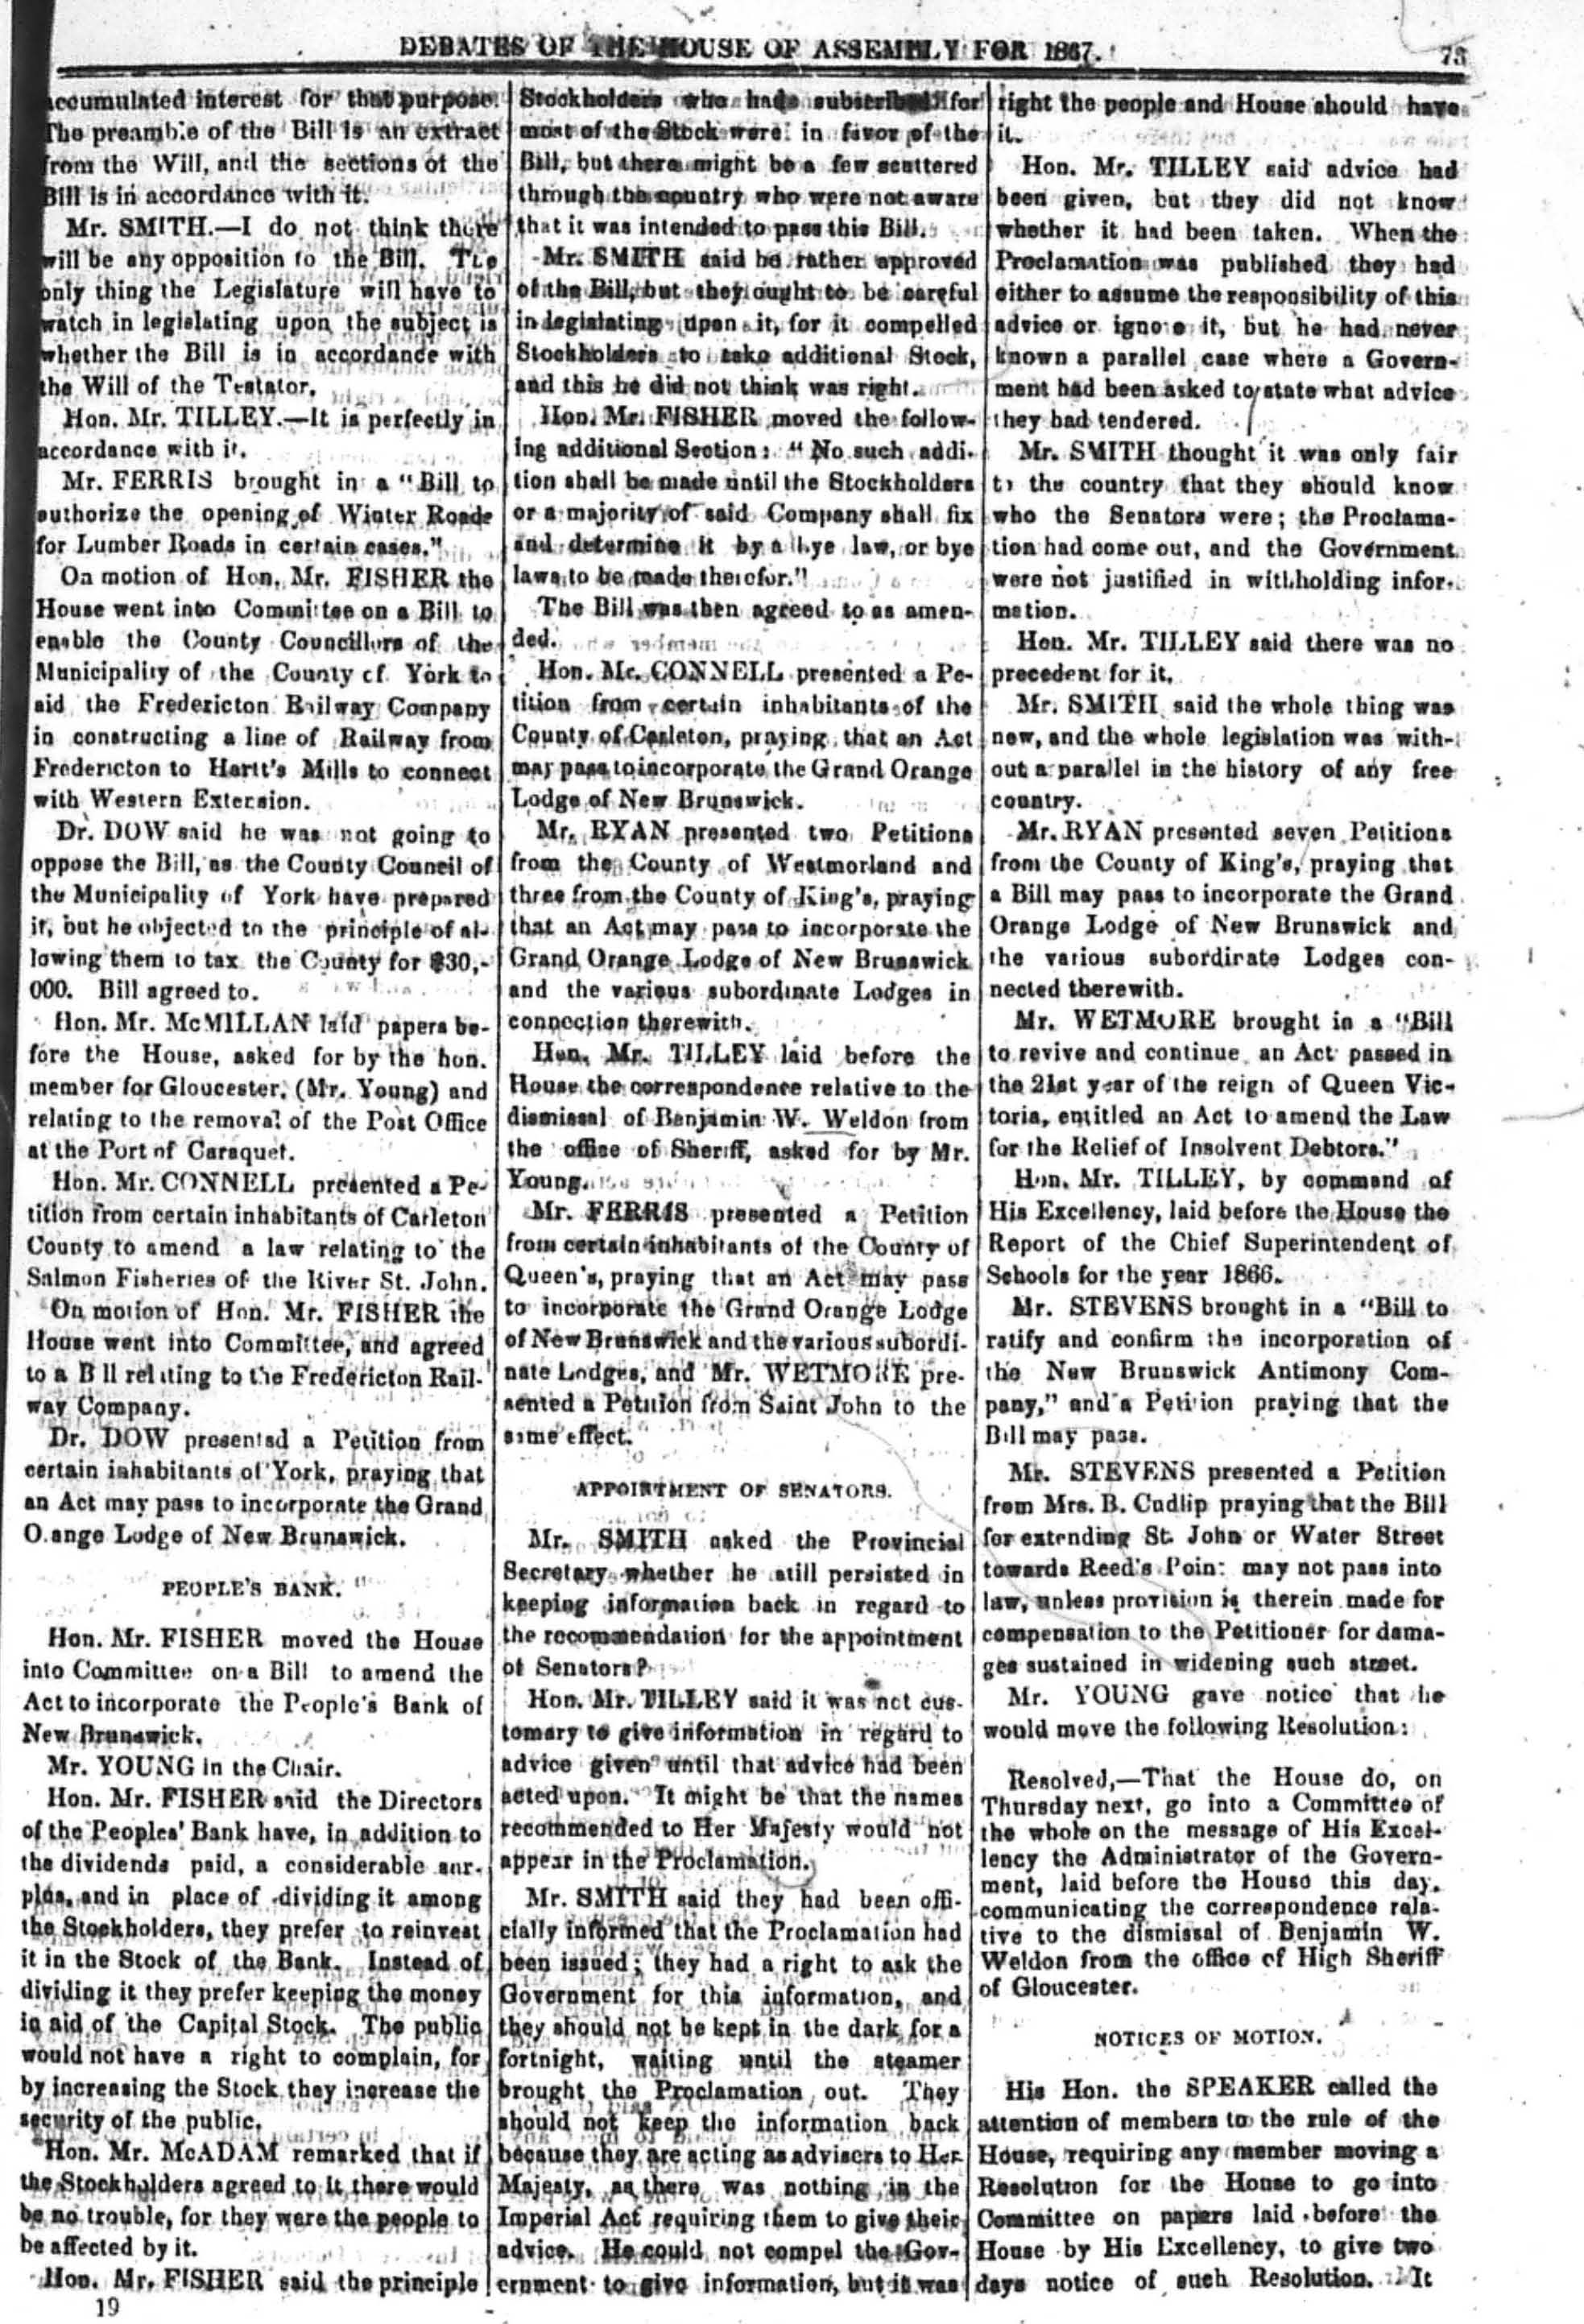 DEBATES OF THE HOUSE OF ASSEMBLY FOR 1867.
73
accumulated interest for that purpose.
The preamble of the Bill is an extract
from the Will, and the sections of the
Bill is in accordance with it.
Mr. SMITH.—I do not think there
will be any opposition to the Bill. The
only thing the Legislature will have to
watch in legislating upon the subject is
whether the Bill is in accordance with
the Will of the Testator.
Hon. Mr. TILLEY.—It is perfectly in
accordance with it.
Mr. FERRIS brought in a "Bill to
authorize the opening of Winter Roads
for Lumber Roads in certain cases."
On motion of Hon. Mr. FISHER the
House went into Committee on a Bill to
enable the County Councillors of the
Municipality of the County of York to
aid the Fredericton Railway Company
in constructing a line of Railway from
Fredericton to Hartt's Mills to connect
with Western Extension.
Dr. DOW said he was not going to
oppose the Bill, as the County Council of
the Municipality of York have prepared
it, but he objected to the principle of al-
lowing them to tax the County for $30,-
000. Bill agreed to.
Hon. Mr. McMILLAN laid papers be-
fore the House, asked for by the hon.
member for Gloucester, (Mr. Young) and
relating to the removal of the Post Office
at the Port of Caraquet.
Hon. Mr. CONNELL presented a Pe-
tition from certain inhabitants of Carleton
County to amend a law relating to the
Salmon Fisheries of the River St. John.
On motion of Hon. Mr. FISHER the
House went into Committee, and agreed
to a Bill relating to the Fredericton Rail-
way Company.
Dr. DOW presented a Petition from
certain inhabitants of York, praying that
an Act may pass to incorporate the Grand
Orange Lodge of New Brunswick.
PEOPLE'S BANK.
Hon. Mr. FISHER moved the House
into Committee on a Bill to amend the
Act to incorporate the People's Bank of
New Brunswick.
Mr. YOUNG in the Chair.
Hon. Mr. FISHER said the Directors
of the Peoples' Bank have, in addition to
the dividends paid, a considerable sur-
plus, and in place of dividing it among
the Stockholders, they prefer to reinvest
it in the Stock of the Bank. Instead of
dividing it they prefer keeping the money
in aid of the Capital Stock. The public
would not have a right to complain, for
by increasing the Stock they increase the
security of the public.
Hon. Mr. McADAM remarked that if
the Stockholders agreed to it there would
be no trouble, for they were the people to
be affected by it.
Hon. Mr. FISHER said the principle
19
Stockholders who had subscribed for
most of the Stock were in favor of the
Bill, but there might be a few scattered
through the country who were not aware
that it was intended to pass this Bill.
Mr. SMITH said he rather approved
of the Bill, but they ought to be careful
in legislating upon it, for it compelled
Stockholders to take additional Stock,
and this he did not think was right.
Hon. Mr. FISHER moved the follow-
ing additional Section: "No such addi-
tion shall be made until the Stockholders
or a majority of said Company shall fix
and determine it by a bye law, or bye
laws to be made therefor."
The Bill was then agreed to as amen-
ded.
Hon. Mr. CONNELL presented a Pe-
tition from certain inhabitants of the
County of Carleton, praying that an Act
may pass to incorporate the Grand Orange
Lodge of New Brunswick.
Mr. RYAN presented two Petitions
from the County of Westmorland and
three from the County of King's, praying
that an Act may pass to incorporate the
Grand Orange Lodge of New Brunswick
and the various subordinate Lodges in
connection therewith.
Hon. Mr. TILLEY laid before the
House the correspondence relative to the
dismissal of Benjamin W. Weldon from
the office of Sheriff, asked for by Mr.
Young.
Mr. FERRIS presented a Petition
from certain inhabitants of the County of
Queen's, praying that an Act may pass
to incorporate the Grand Orange Lodge
of New Brunswick and the various subordi-
nate Lodges, and Mr. WETMORE pre-
sented a Petition from Saint John to the
same effect.
APPOINTMENT OF SENATORS.
Mr. SMITH asked the Provincial
Secretary whether he still persisted in
keeping information back in regard to
the recommendation for the appointment
of Senators?
Hon. Mr. TILLEY said it was not cus-
tomary to give information in regard to
advice given until that advice had been
acted upon. It might be that the names
recommended to Her Majesty would not
appear in the Proclamation.
Mr. SMITH said they had been offi-
cially informed that the Proclamation had
been issued; they had a right to ask the
Government for this information, and
they should not be kept in the dark for a
fortnight, waiting until the steamer
brought the Proclamation out. They
should not keep the information back
because they are acting as advisers to Her
Majesty, as there was nothing in the
Imperial Act requiring them to give their
advice. He could not compel the Gov-
ernment to give information, but it was
right the people and House should have
it.
Hon. Mr. TILLEY said advice had
been given, but they did not know
whether it had been taken. When the
Proclamation was published they had
either to assume the responsibility of this
advice or ignore it, but he had never
known a parallel case where a Govern-
ment had been asked to state what advice
they had tendered.
Mr. SMITH thought it was only fair
to the country that they should know
who the Senators were; the Proclama-
tion had come out, and the Government
were not justified in withholding infor-
mation.
Hon. Mr. TILLEY said there was no
precedent for it.
Mr. SMITH said the whole thing was
new, and the whole legislation was with-
out a parallel in the history of any free
country.
Mr. RYAN presented seven Petitions
from the County of King's, praying that
a Bill may pass to incorporate the Grand
Orange Lodge of New Brunswick and
the various subordinate Lodges con-
nected therewith.
Mr. WETMORE brought in a "Bill
to revive and continue an Act passed in
the 21st year of the reign of Queen Vic-
toria, entitled an Act to amend the Law
for the Relief of Insolvent Debtors."
Hon. Mr. TILLEY, by command of
His Excellency, laid before the House the
Report of the Chief Superintendent of
Schools for the year 1866.
Mr. STEVENS brought in a "Bill to
ratify and confirm the incorporation of
the New Brunswick Antimony Com-
pany," and a Petition praying that the
Bill may pass.
Mr. STEVENS presented a Petition
from Mrs. B. Cudlip praying that the Bill
for extending St. John or Water Street
towards Reed's Point may not pass into
law, unless provision is therein made for
compensation to the Petitioner for dama-
ges sustained in widening such street.
Mr. YOUNG gave notice that he
would move the following Resolution:
Resolved,—That the House do, on
Thursday next, go into a Committee of
the whole on the message of His Excel-
lency the Administrator of the Govern-
ment, laid before the House this day,
communicating the correspondence rela-
tive to the dismissal of Benjamin W.
Weldon from the office of High Sheriff
of Gloucester.
NOTICES OF MOTION.
His Hon. the SPEAKER called the
attention of members to the rule of the
House, requiring any member moving a
Resolution for the House to go into
Committee on papers laid before the
House by His Excellency, to give two
days notice of such Resolution. It